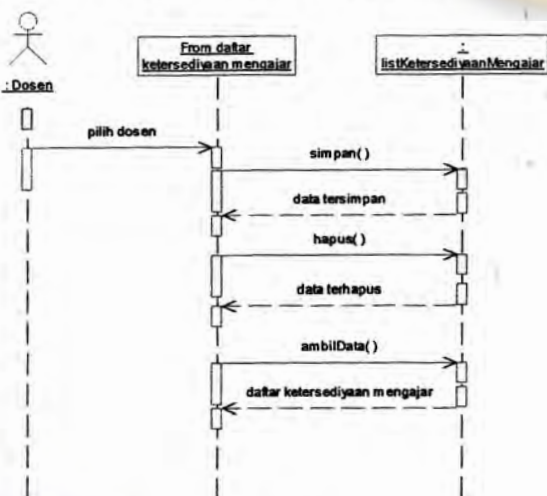 From daftar
ketersediyaan mengajar
:
listKetersediyaanMengajar
: Dosen
pilih dosen
simpan( )
data tersimpan
hapus( )
data terhapus
ambilData( )
daftar ketersediyaan mengajar